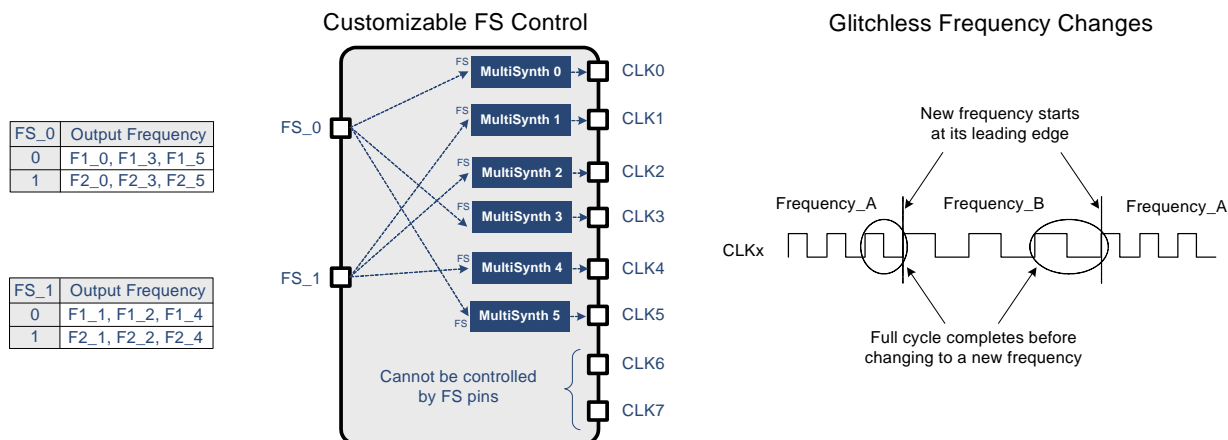 Customizable FS Control
Glitchless Frequency Changes
FS_0 Output Frequency
0 F1_0, F1_3, F1_5
1 F2_0, F2_3, F2_5
FS_1 Output Frequency
0 F1_1, F1_2, F1_4
1 F2_1, F2_2, F2_4
FS_0
FS_1
FS MultiSynth 0 CLK0
FS MultiSynth 1 CLK1
FS MultiSynth 2 CLK2
FS MultiSynth 3 CLK3
FS MultiSynth 4 CLK4
FS MultiSynth 5 CLK5
CLK6
CLK7
Cannot be controlled
by FS pins
New frequency starts
at its leading edge
Frequency_A Frequency_B Frequency_A
CLKx
Full cycle completes before
changing to a new frequency